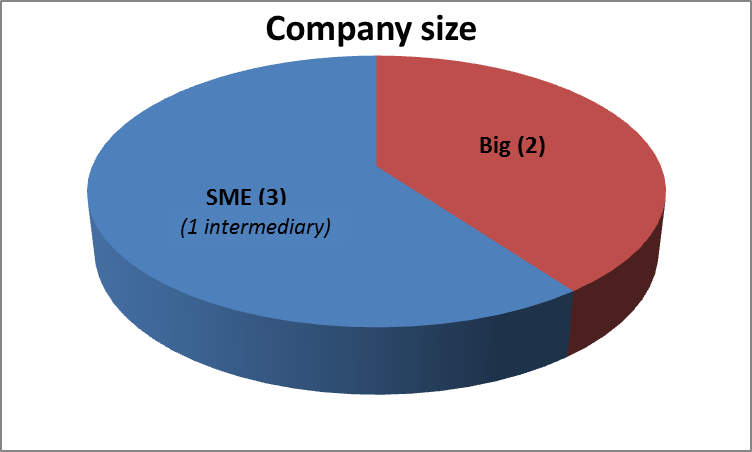 Company size
Big (2)
SME (3)
(1 intermediary)